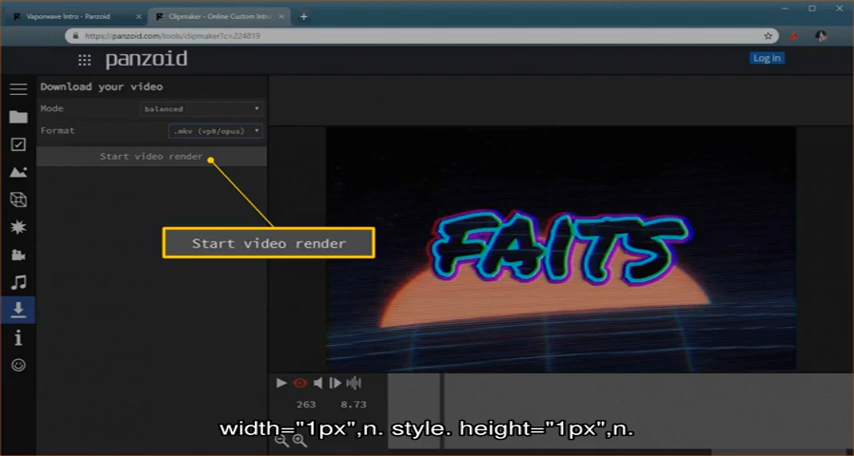 Vaporwave Intro - Panzoid
Clipmaker - Online Custom Intro
https://panzoid.com/tools/clipmaker?c=224819
panzoid
Log in
Download your video
Mode
balanced
Format
.mkv (vp8/opus)
Start video render
Start video render
FAITS
263
8.73
width="1px",n. style. height="1px",n.